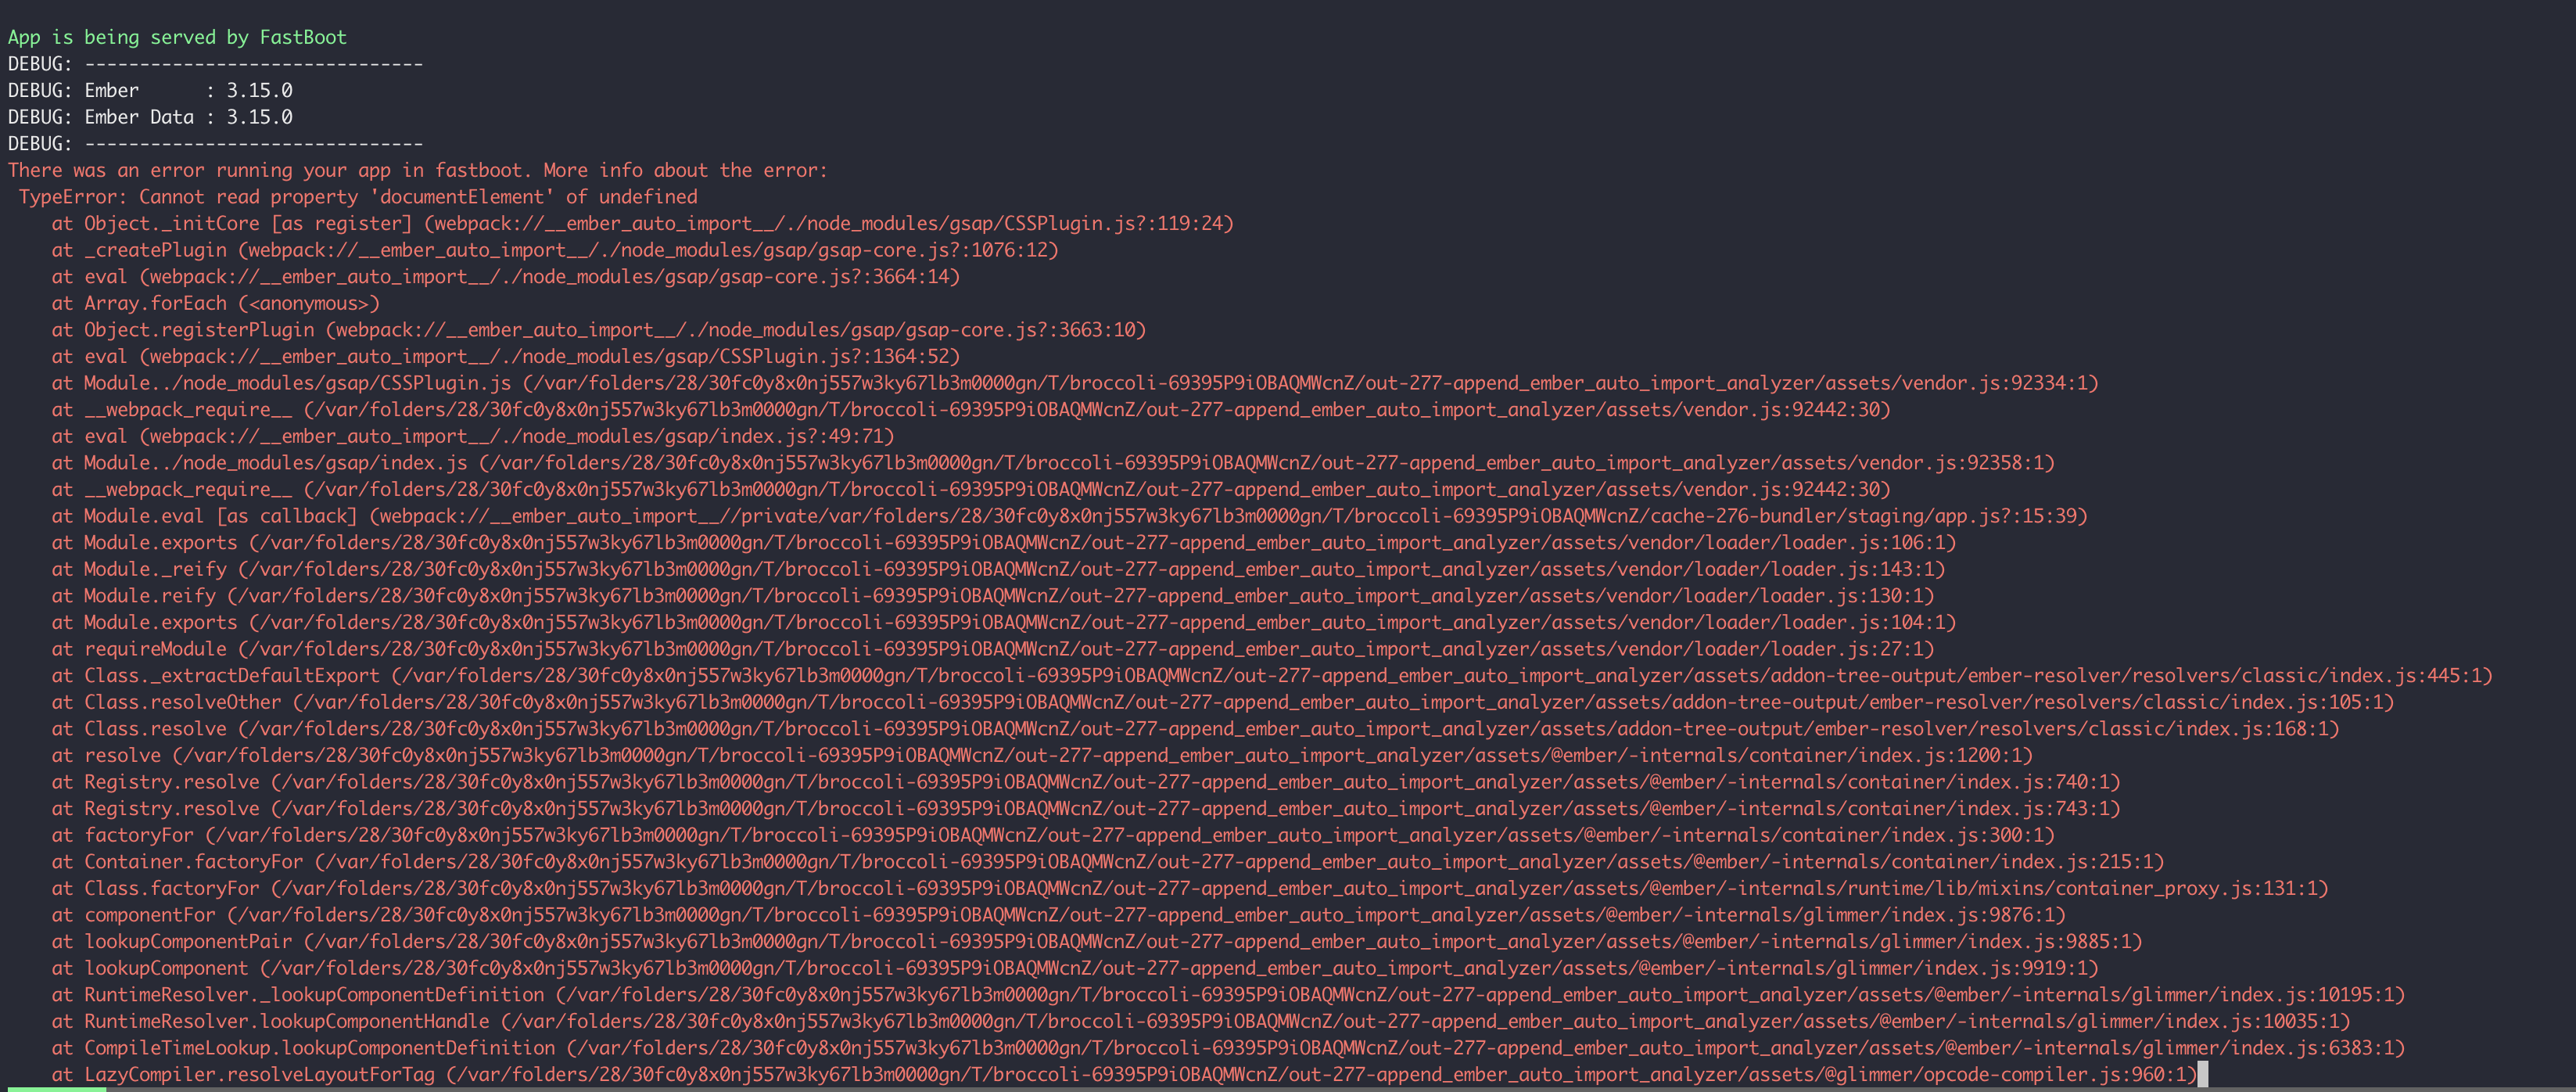 App is being served by FastBoot
DEBUG: -------------------------------
DEBUG: Ember      : 3.15.0
DEBUG: Ember Data : 3.15.0
DEBUG: -------------------------------
There was an error running your app in fastboot. More info about the error:
 TypeError: Cannot read property 'documentElement' of undefined
    at Object._initCore [as register] (webpack://__ember_auto_import__/./node_modules/gsap/CSSPlugin.js?:119:24)
    at _createPlugin (webpack://__ember_auto_import__/./node_modules/gsap/gsap-core.js?:1076:12)
    at eval (webpack://__ember_auto_import__/./node_modules/gsap/gsap-core.js?:3664:14)
    at Array.forEach (<anonymous>)
    at Object.registerPlugin (webpack://__ember_auto_import__/./node_modules/gsap/gsap-core.js?:3663:10)
    at eval (webpack://__ember_auto_import__/./node_modules/gsap/CSSPlugin.js?:1364:52)
    at Module../node_modules/gsap/CSSPlugin.js (/var/folders/28/30fc0y8x0nj557w3ky67lb3m0000gn/T/broccoli-69395P9iOBAQMWcnZ/out-277-append_ember_auto_import_analyzer/assets/vendor.js:92334:1)
    at __webpack_require__ (/var/folders/28/30fc0y8x0nj557w3ky67lb3m0000gn/T/broccoli-69395P9iOBAQMWcnZ/out-277-append_ember_auto_import_analyzer/assets/vendor.js:92442:30)
    at eval (webpack://__ember_auto_import__/./node_modules/gsap/index.js?:49:71)
    at Module../node_modules/gsap/index.js (/var/folders/28/30fc0y8x0nj557w3ky67lb3m0000gn/T/broccoli-69395P9iOBAQMWcnZ/out-277-append_ember_auto_import_analyzer/assets/vendor.js:92358:1)
    at __webpack_require__ (/var/folders/28/30fc0y8x0nj557w3ky67lb3m0000gn/T/broccoli-69395P9iOBAQMWcnZ/out-277-append_ember_auto_import_analyzer/assets/vendor.js:92442:30)
    at Module.eval [as callback] (webpack://__ember_auto_import__//private/var/folders/28/30fc0y8x0nj557w3ky67lb3m0000gn/T/broccoli-69395P9iOBAQMWcnZ/cache-276-bundler/staging/app.js?:15:39)
    at Module.exports (/var/folders/28/30fc0y8x0nj557w3ky67lb3m0000gn/T/broccoli-69395P9iOBAQMWcnZ/out-277-append_ember_auto_import_analyzer/assets/vendor/loader/loader.js:106:1)
    at Module._reify (/var/folders/28/30fc0y8x0nj557w3ky67lb3m0000gn/T/broccoli-69395P9iOBAQMWcnZ/out-277-append_ember_auto_import_analyzer/assets/vendor/loader/loader.js:143:1)
    at Module.reify (/var/folders/28/30fc0y8x0nj557w3ky67lb3m0000gn/T/broccoli-69395P9iOBAQMWcnZ/out-277-append_ember_auto_import_analyzer/assets/vendor/loader/loader.js:130:1)
    at Module.exports (/var/folders/28/30fc0y8x0nj557w3ky67lb3m0000gn/T/broccoli-69395P9iOBAQMWcnZ/out-277-append_ember_auto_import_analyzer/assets/vendor/loader/loader.js:104:1)
    at requireModule (/var/folders/28/30fc0y8x0nj557w3ky67lb3m0000gn/T/broccoli-69395P9iOBAQMWcnZ/out-277-append_ember_auto_import_analyzer/assets/vendor/loader/loader.js:27:1)
    at Class._extractDefaultExport (/var/folders/28/30fc0y8x0nj557w3ky67lb3m0000gn/T/broccoli-69395P9iOBAQMWcnZ/out-277-append_ember_auto_import_analyzer/assets/addon-tree-output/ember-resolver/resolvers/classic/index.js:445:1)
    at Class.resolveOther (/var/folders/28/30fc0y8x0nj557w3ky67lb3m0000gn/T/broccoli-69395P9iOBAQMWcnZ/out-277-append_ember_auto_import_analyzer/assets/addon-tree-output/ember-resolver/resolvers/classic/index.js:105:1)
    at Class.resolve (/var/folders/28/30fc0y8x0nj557w3ky67lb3m0000gn/T/broccoli-69395P9iOBAQMWcnZ/out-277-append_ember_auto_import_analyzer/assets/addon-tree-output/ember-resolver/resolvers/classic/index.js:168:1)
    at resolve (/var/folders/28/30fc0y8x0nj557w3ky67lb3m0000gn/T/broccoli-69395P9iOBAQMWcnZ/out-277-append_ember_auto_import_analyzer/assets/@ember/-internals/container/index.js:1200:1)
    at Registry.resolve (/var/folders/28/30fc0y8x0nj557w3ky67lb3m0000gn/T/broccoli-69395P9iOBAQMWcnZ/out-277-append_ember_auto_import_analyzer/assets/@ember/-internals/container/index.js:740:1)
    at Registry.resolve (/var/folders/28/30fc0y8x0nj557w3ky67lb3m0000gn/T/broccoli-69395P9iOBAQMWcnZ/out-277-append_ember_auto_import_analyzer/assets/@ember/-internals/container/index.js:743:1)
    at factoryFor (/var/folders/28/30fc0y8x0nj557w3ky67lb3m0000gn/T/broccoli-69395P9iOBAQMWcnZ/out-277-append_ember_auto_import_analyzer/assets/@ember/-internals/container/index.js:300:1)
    at Container.factoryFor (/var/folders/28/30fc0y8x0nj557w3ky67lb3m0000gn/T/broccoli-69395P9iOBAQMWcnZ/out-277-append_ember_auto_import_analyzer/assets/@ember/-internals/container/index.js:215:1)
    at Class.factoryFor (/var/folders/28/30fc0y8x0nj557w3ky67lb3m0000gn/T/broccoli-69395P9iOBAQMWcnZ/out-277-append_ember_auto_import_analyzer/assets/@ember/-internals/runtime/lib/mixins/container_proxy.js:131:1)
    at componentFor (/var/folders/28/30fc0y8x0nj557w3ky67lb3m0000gn/T/broccoli-69395P9iOBAQMWcnZ/out-277-append_ember_auto_import_analyzer/assets/@ember/-internals/glimmer/index.js:9876:1)
    at lookupComponentPair (/var/folders/28/30fc0y8x0nj557w3ky67lb3m0000gn/T/broccoli-69395P9iOBAQMWcnZ/out-277-append_ember_auto_import_analyzer/assets/@ember/-internals/glimmer/index.js:9885:1)
    at lookupComponent (/var/folders/28/30fc0y8x0nj557w3ky67lb3m0000gn/T/broccoli-69395P9iOBAQMWcnZ/out-277-append_ember_auto_import_analyzer/assets/@ember/-internals/glimmer/index.js:9919:1)
    at RuntimeResolver._lookupComponentDefinition (/var/folders/28/30fc0y8x0nj557w3ky67lb3m0000gn/T/broccoli-69395P9iOBAQMWcnZ/out-277-append_ember_auto_import_analyzer/assets/@ember/-internals/glimmer/index.js:10195:1)
    at RuntimeResolver.lookupComponentHandle (/var/folders/28/30fc0y8x0nj557w3ky67lb3m0000gn/T/broccoli-69395P9iOBAQMWcnZ/out-277-append_ember_auto_import_analyzer/assets/@ember/-internals/glimmer/index.js:10035:1)
    at CompileTimeLookup.lookupComponentDefinition (/var/folders/28/30fc0y8x0nj557w3ky67lb3m0000gn/T/broccoli-69395P9iOBAQMWcnZ/out-277-append_ember_auto_import_analyzer/assets/@ember/-internals/glimmer/index.js:6383:1)
    at LazyCompiler.resolveLayoutForTag (/var/folders/28/30fc0y8x0nj557w3ky67lb3m0000gn/T/broccoli-69395P9iOBAQMWcnZ/out-277-append_ember_auto_import_analyzer/assets/@glimmer/opcode-compiler.js:960:1)